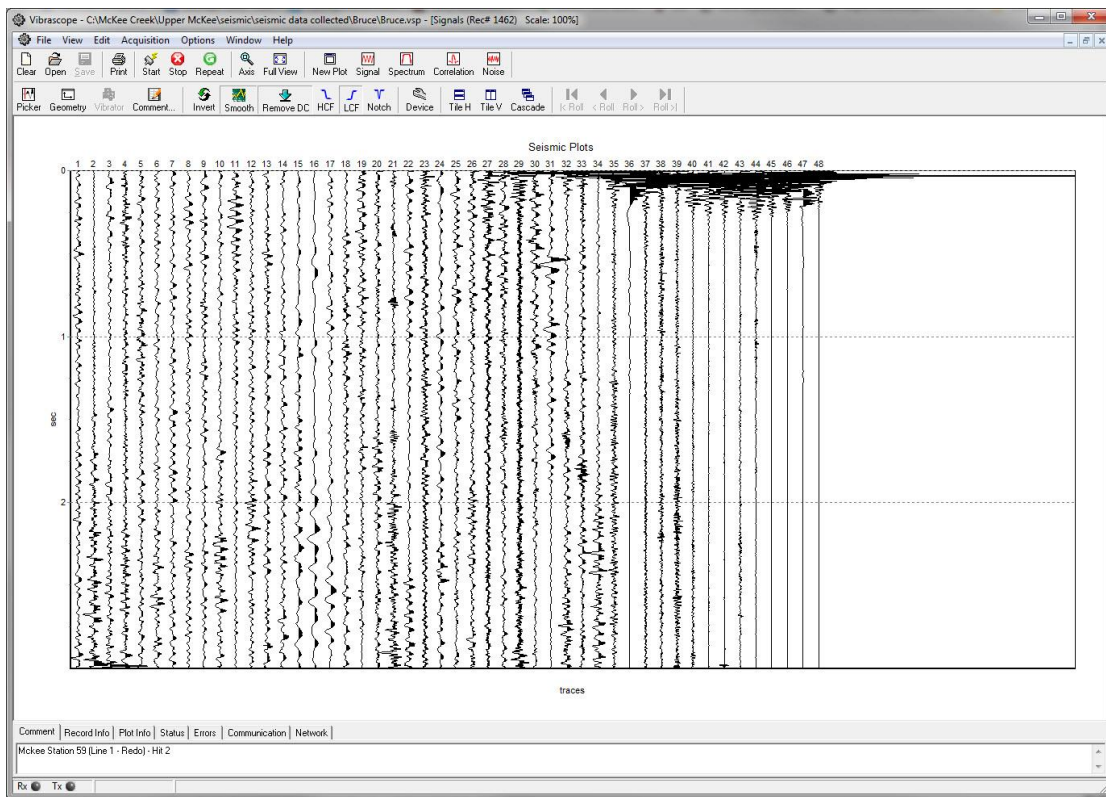 Vibrascope - C:\McKee Creek\Upper McKee\seismic\seismic data collected\Bruce\Bruce.vsp - [Signals (Rec# 1462) Scale: 100%]
File View Edit Acquisition Options Window Help
Clear Open Save Print Start Stop Repeat Axis Full View New Plot Signal Spectrum Correlation Noise
Picker Geometry Vibrator Comment... Invert Smooth Remove DC HCF LCF Notch Device Tile H Tile V Cascade |< Roll < Roll Roll > Roll >|
Seismic Plots
1 2 3 4 5 6 7 8 9 10 11 12 13 14 15 16 17 18 19 20 21 22 23 24 25 26 27 28 29 30 31 32 33 34 35 36 37 38 39 40 41 42 43 44 45 46 47 48
0
1
sec
2
traces
Comment Record Info Plot Info Status Errors Communication Network
Mckee Station 59 (Line 1 - Redo) - Hit 2
Rx Tx